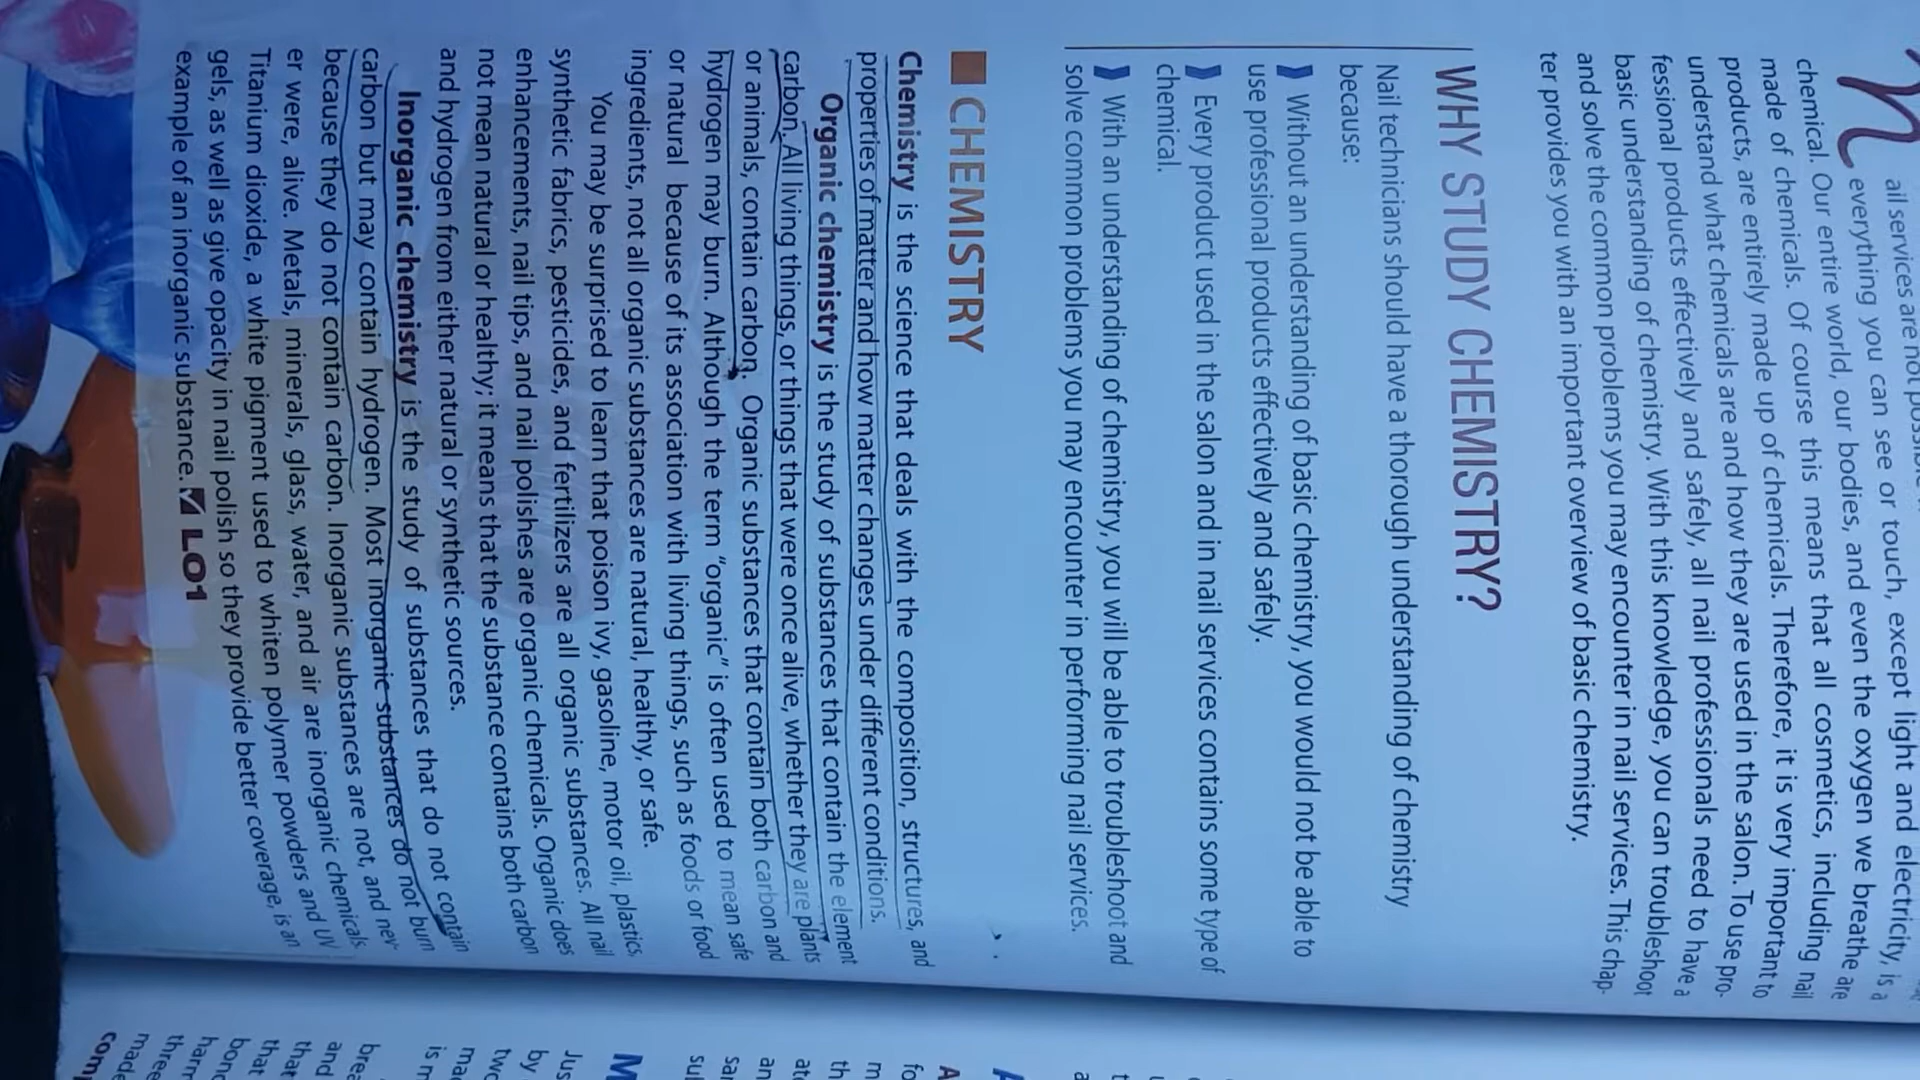 ail services are not
everything you can see or touch, except light and electricity, is a
chemical. Our entire world, our bodies, and even the oxygen we breathe are
made of chemicals. Of course this means that all cosmetics, including nail
products, are entirely made up of chemicals. Therefore, it is very important to
understand what chemicals are and how they are used in the salon. To use pro-
fessional products effectively and safely, all nail professionals need to have a
basic understanding of chemistry. With this knowledge, you can troubleshoot
and solve the common problems you may encounter in nail services. This chap-
ter provides you with an important overview of basic chemistry.
WHY STUDY CHEMISTRY?
Nail technicians should have a thorough understanding of chemistry
because:
Without an understanding of basic chemistry, you would not be able to
use professional products effectively and safely.
Every product used in the salon and in nail services contains some type of
chemical.
With an understanding of chemistry, you will be able to troubleshoot and
solve common problems you may encounter in performing nail services.
CHEMISTRY
Chemistry is the science that deals with the composition, structures, and
properties of matter and how matter changes under different conditions.
Organic chemistry is the study of substances that contain the element
carbon. All living things, or things that were once alive, whether they are plants
or animals, contain carbon. Organic substances that contain both carbon and
hydrogen may burn. Although the term "organic" is often used to mean safe
or natural because of its association with living things, such as foods or food
ingredients, not all organic substances are natural, healthy, or safe.
You may be surprised to learn that poison ivy, gasoline, motor oil, plastics,
synthetic fabrics, pesticides, and fertilizers are all organic substances. All nail
enhancements, nail tips, and nail polishes are organic chemicals. Organic does
not mean natural or healthy; it means that the substance contains both carbon
and hydrogen from either natural or synthetic sources.
Inorganic chemistry is the study of substances that do not contain
carbon but may contain hydrogen. Most inorganic substances do not burn
because they do not contain carbon. Inorganic substances are not, and nev-
er were, alive. Metals, minerals, glass, water, and air are inorganic chemicals.
Titanium dioxide, a white pigment used to whiten polymer powders and UV
gels, as well as give opacity in nail polish so they provide better coverage, is an
example of an inorganic substance. LO1